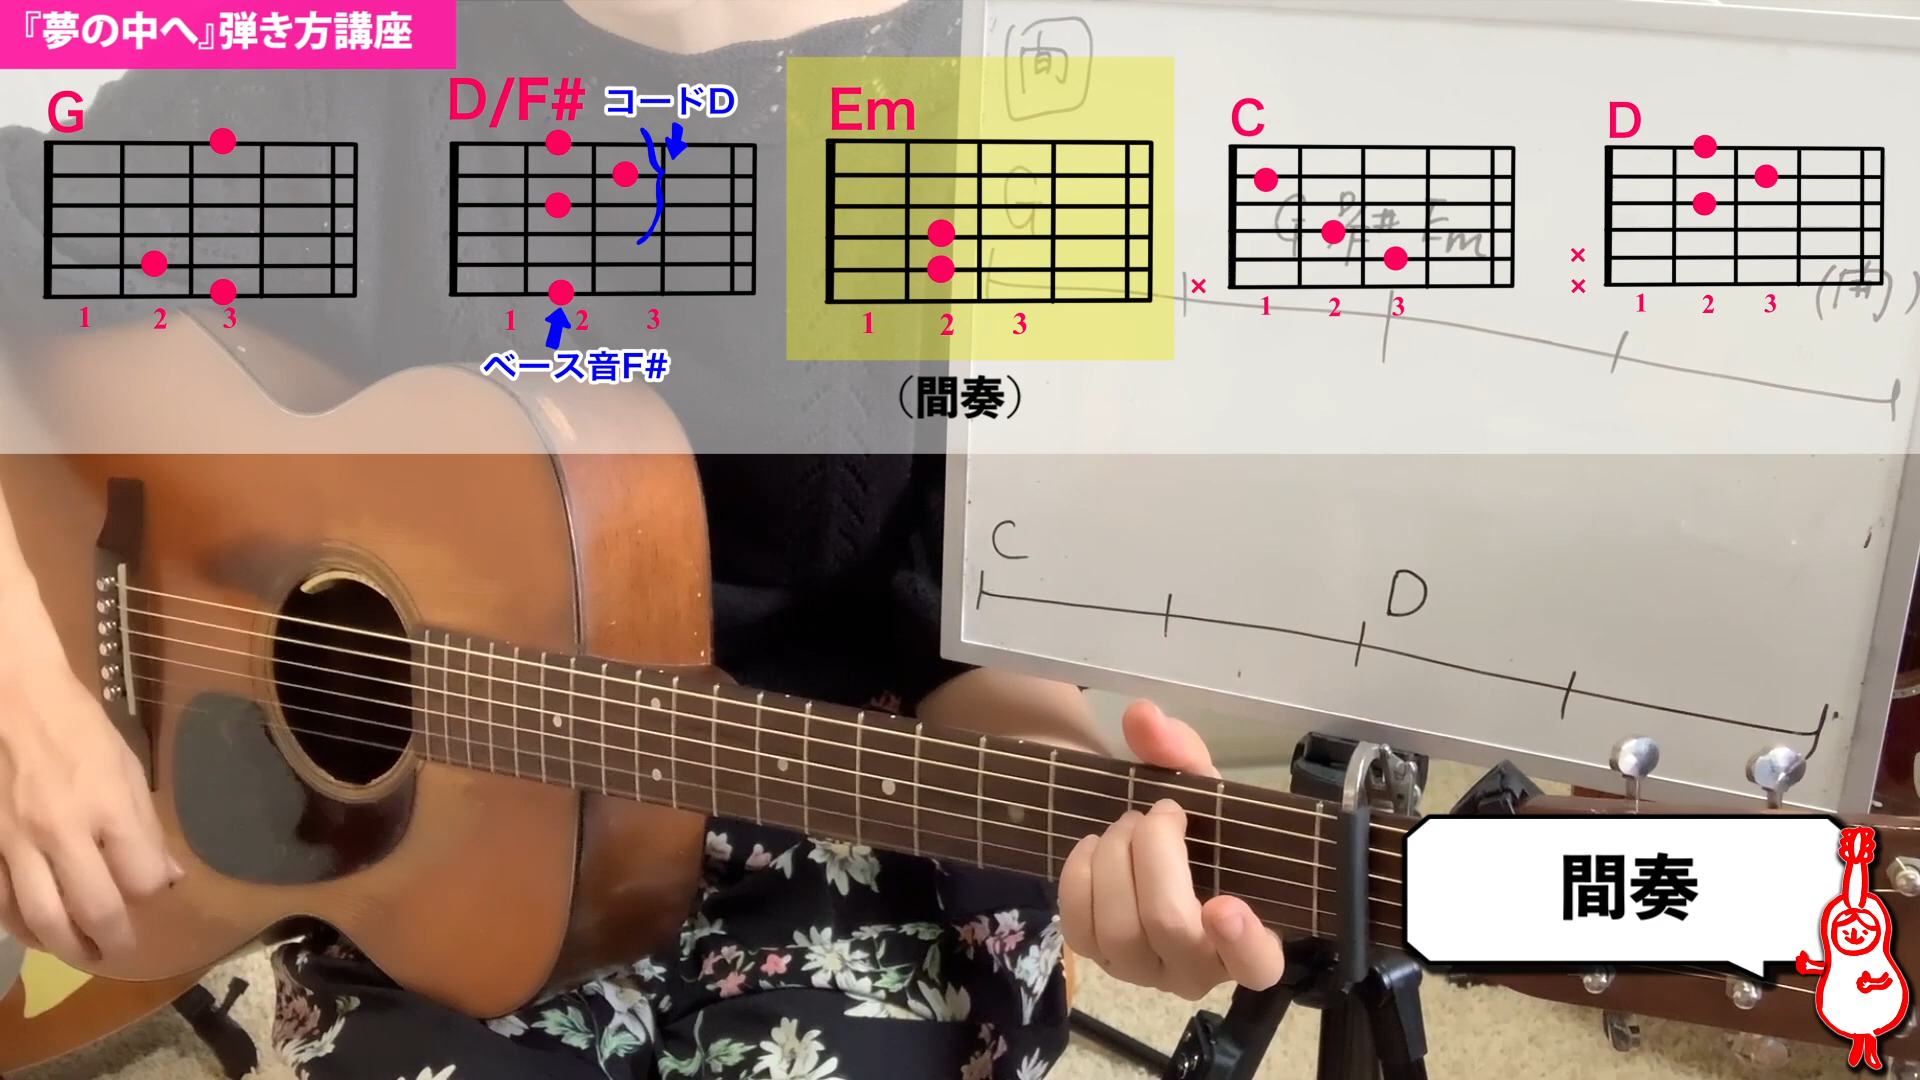 『夢の中へ』弾き方講座
G
D/F# コードD
Em
C
D
1 2 3
1 2 3
1 2 3
× 1 2 3
×
× 1 2 3
ベース音F#
(間奏)
間
G
G D/F# Em
C
D
間奏